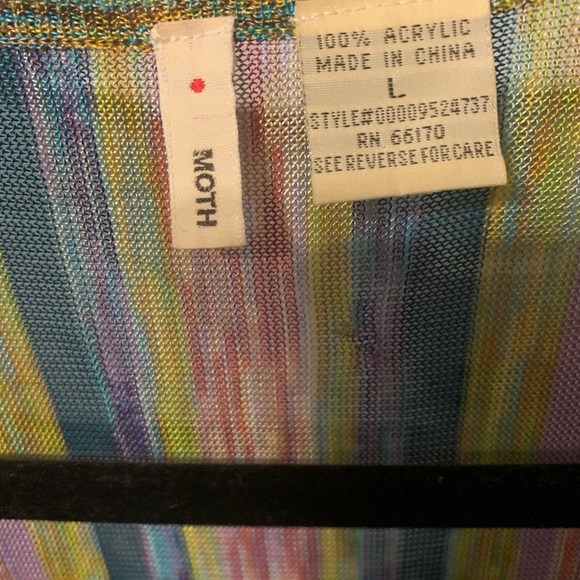 MOTH
100% ACRYLIC
MADE IN CHINA
L
STYLE#00009524737
RN 66170
SEE REVERSE FOR CARE